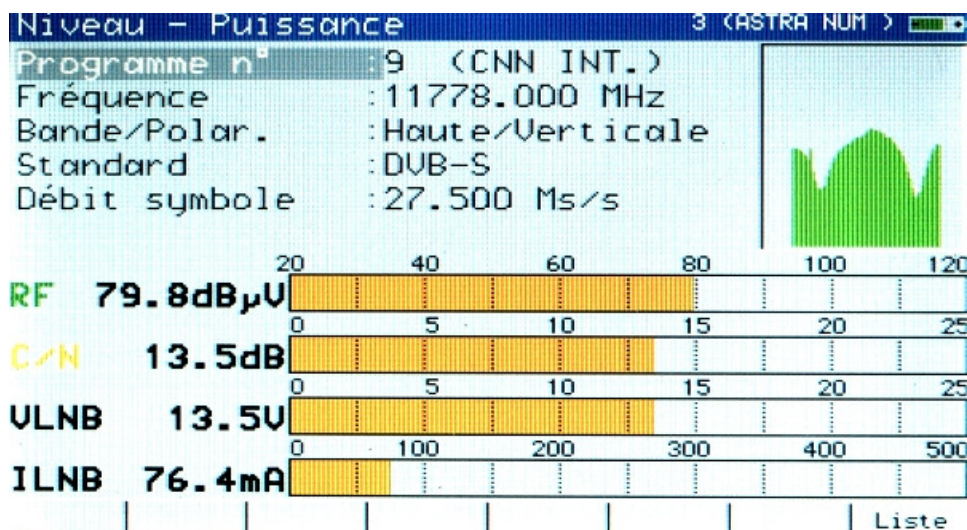 Niveau - Puissance 3 (ASTRA NUM )
Programme n° :9 (CNN INT.)
Fréquence :11778.000 MHz
Bande/Polar. :Haute/Verticale
Standard :DVB-S
Débit symbole :27.500 Ms/s
20 40 60 80 100 120
RF 79.8dBµV
0 5 10 15 20 25
C/N 13.5dB
0 5 10 15 20 25
VLNB 13.5V
0 100 200 300 400 500
ILNB 76.4mA
Liste